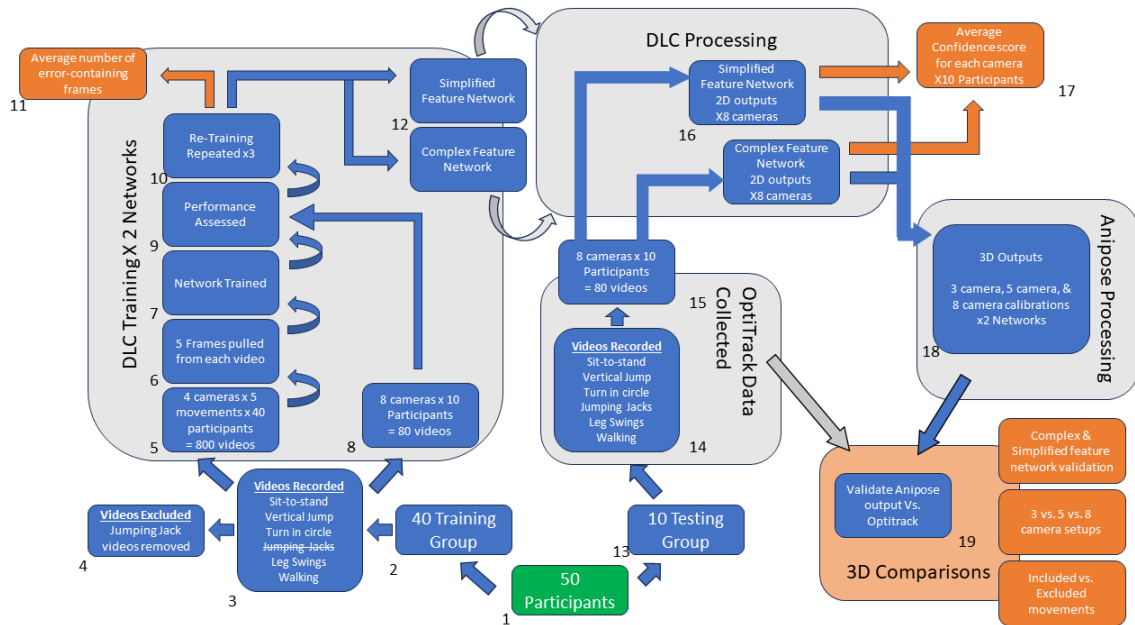 Average number of
error-containing
frames
11
DLC Training X 2 Networks
Re-Training
Repeated x3
10
Performance
Assessed
9
Network Trained
7
5 Frames pulled
from each video
6
4 cameras x 5
movements x 40
participants
= 800 videos
5
8 cameras x 10
Participants
= 80 videos
8
Simplified
Feature Network
12
Complex Feature
Network
DLC Processing
Simplified
Feature Network
2D outputs
X8 cameras
16
Complex Feature
Network
2D outputs
X8 cameras
Average
Confidence score
for each camera
X10 Participants
17
Anipose Processing
3D Outputs
3 camera, 5 camera, &
8 camera calibrations
x2 Networks
18
8 cameras x 10
Participants
= 80 videos
15
OptiTrack Data
Collected
Videos Recorded
Sit-to-stand
Vertical Jump
Turn in circle
Jumping Jacks
Leg Swings
Walking
14
Videos Excluded
Jumping Jack
videos removed
4
Videos Recorded
Sit-to-stand
Vertical Jump
Turn in circle
Jumping Jacks
Leg Swings
Walking
3
40 Training
Group
2
50
Participants
1
10 Testing
Group
13
Validate Anipose
output Vs.
Optitrack
19
3D Comparisons
Complex &
Simplified feature
network validation
3 vs. 5 vs. 8
camera setups
Included vs.
Excluded
movements